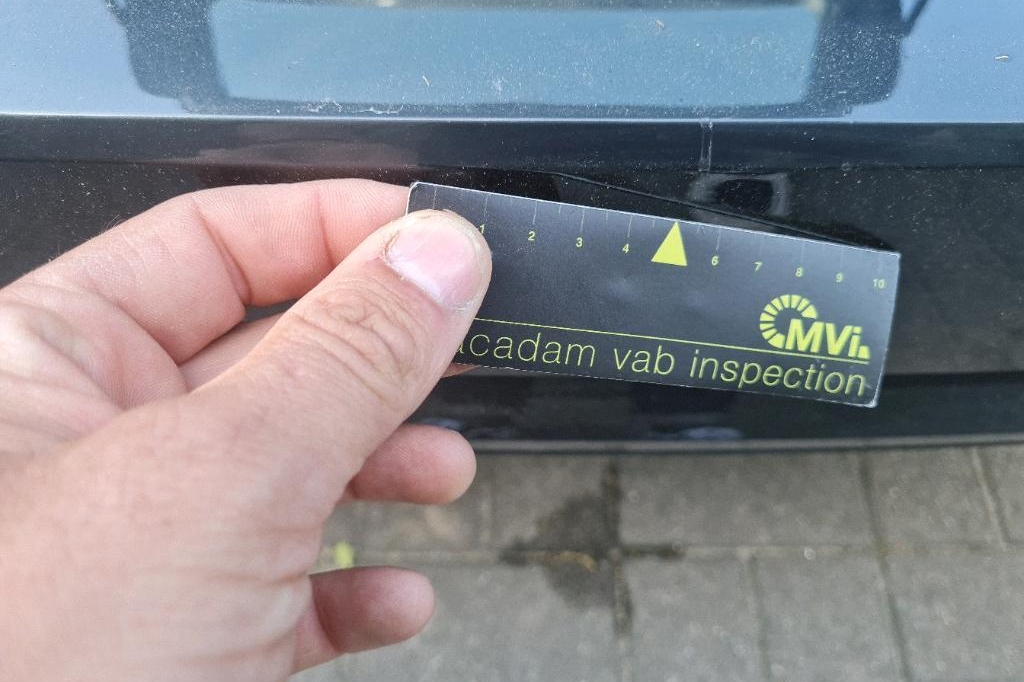 1 2 3 4 6 7 8 9 10
MVi
acadam vab inspection